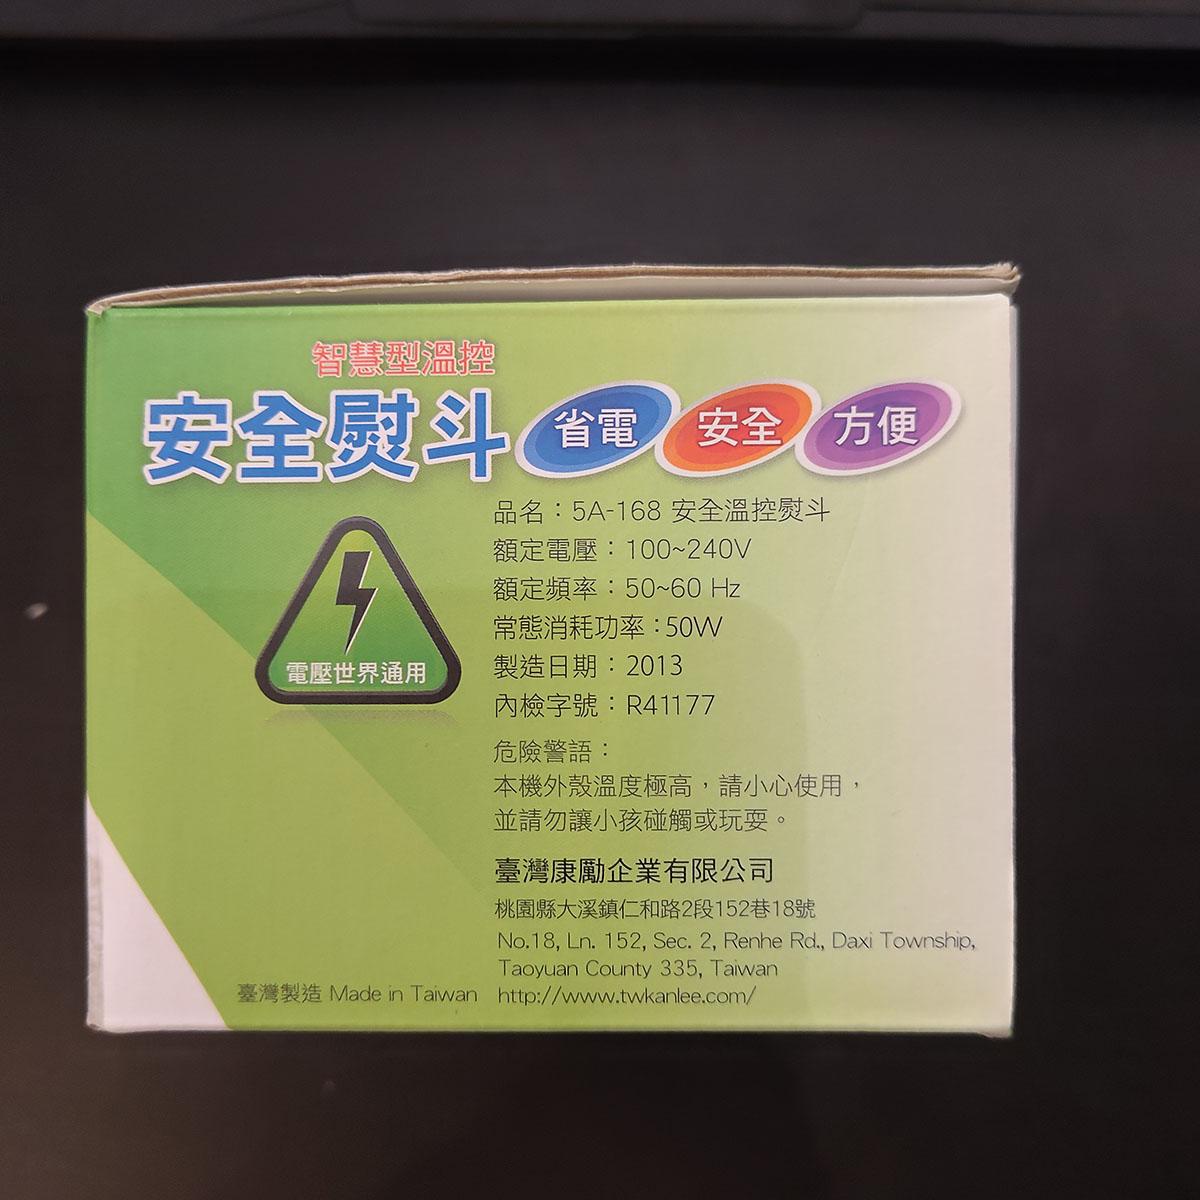 智慧型溫控
安全熨斗
省電 安全 方便
品名：5A-168 安全溫控熨斗
額定電壓：100~240V
額定頻率：50~60 Hz
常態消耗功率：50W
製造日期：2013
內檢字號：R41177
電壓世界通用
危險警語：
本機外殼溫度極高，請小心使用，
並請勿讓小孩碰觸或玩耍。
臺灣康勵企業有限公司
桃園縣大溪鎮仁和路2段152巷18號
No.18, Ln. 152, Sec. 2, Renhe Rd., Daxi Township,
Taoyuan County 335, Taiwan
臺灣製造 Made in Taiwan http://www.twkanlee.com/